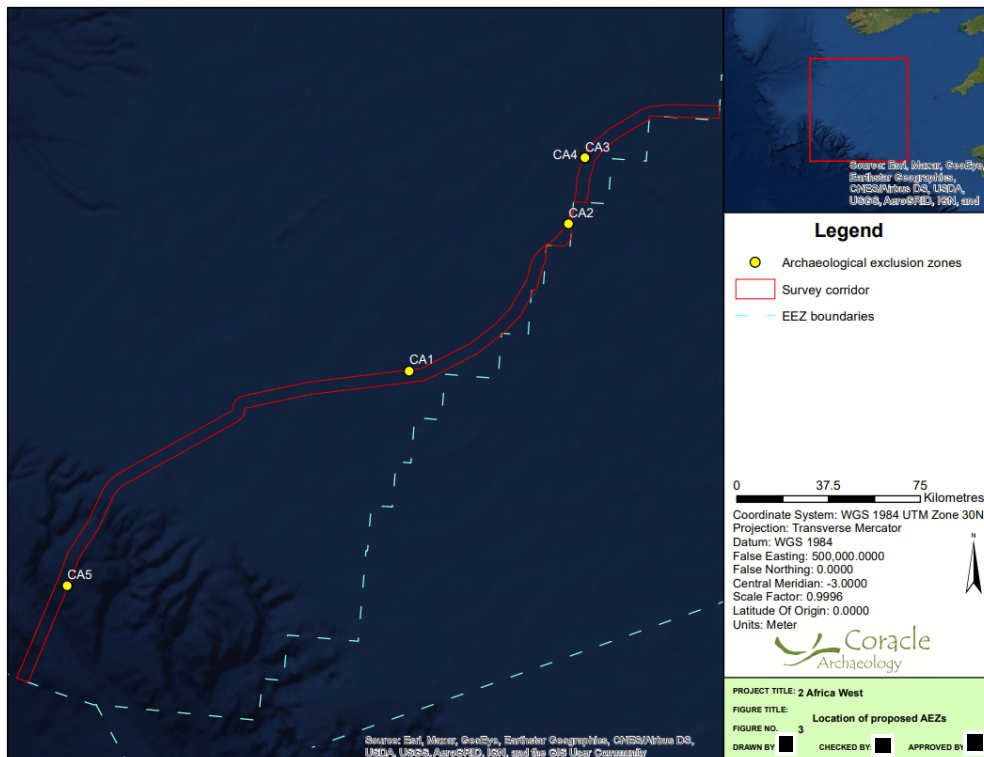 CA4
CA3
CA2
CA1
CA5
Source: Esri, Maxar, GeoEye, Earthstar Geographics, CNES/Airbus DS,
USDA, USGS, AeroGRID, IGN, and the GIS User Community
Source: Esri, Maxar, GeoEye,
Earthstar Geographics,
CNES/Airbus DS, USDA,
USGS, AeroGRID, IGN, and
Legend
Archaeological exclusion zones
Survey corridor
EEZ boundaries
0 37.5 75
Kilometres
Coordinate System: WGS 1984 UTM Zone 30N
Projection: Transverse Mercator
Datum: WGS 1984
False Easting: 500,000.0000
False Northing: 0.0000
Central Meridian: -3.0000
Scale Factor: 0.9996
Latitude Of Origin: 0.0000
Units: Meter
N
Coracle
Archaeology
PROJECT TITLE: 2 Africa West
FIGURE TITLE:
Location of proposed AEZs
FIGURE NO. 3
DRAWN BY CHECKED BY: APPROVED BY